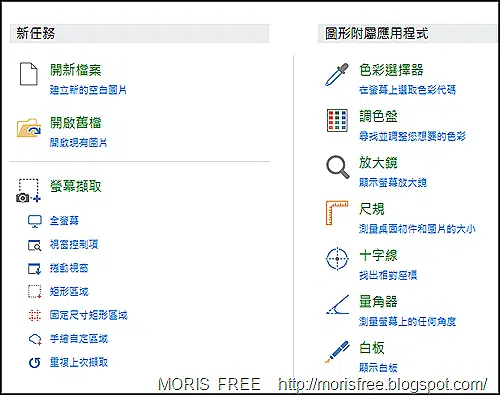 新任務
開新檔案
建立新的空白圖片
開啟舊檔
開啟現有圖片
螢幕擷取
全螢幕
視窗控制項
捲動視窗
矩形區域
固定尺寸矩形區域
手繪自定區域
重複上次擷取
圖形附屬應用程式
色彩選擇器
在螢幕上選取色彩代碼
調色盤
尋找並調整您想要的色彩
放大鏡
顯示螢幕放大鏡
尺規
測量桌面物件和圖片的大小
十字線
找出相對座標
量角器
測量螢幕上的任何角度
白板
顯示白板
MORIS FREE http://morisfree.blogspot.com/